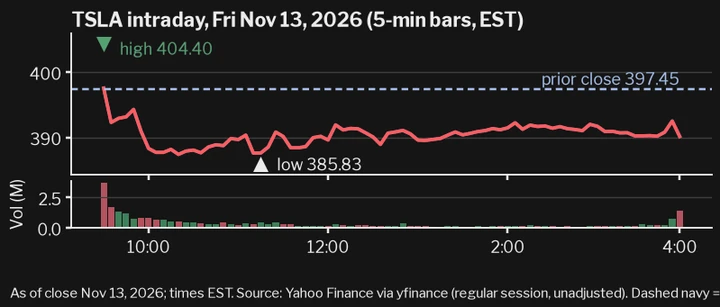 TSLA intraday, Fri Nov 13, 2026 (5-min bars, EST)
high 404.40
400
prior close 397.45
390
low 385.83
Vol (M)
2.5
0.0
10:00 12:00 2:00 4:00
As of close Nov 13, 2026; times EST. Source: Yahoo Finance via yfinance (regular session, unadjusted). Dashed navy =